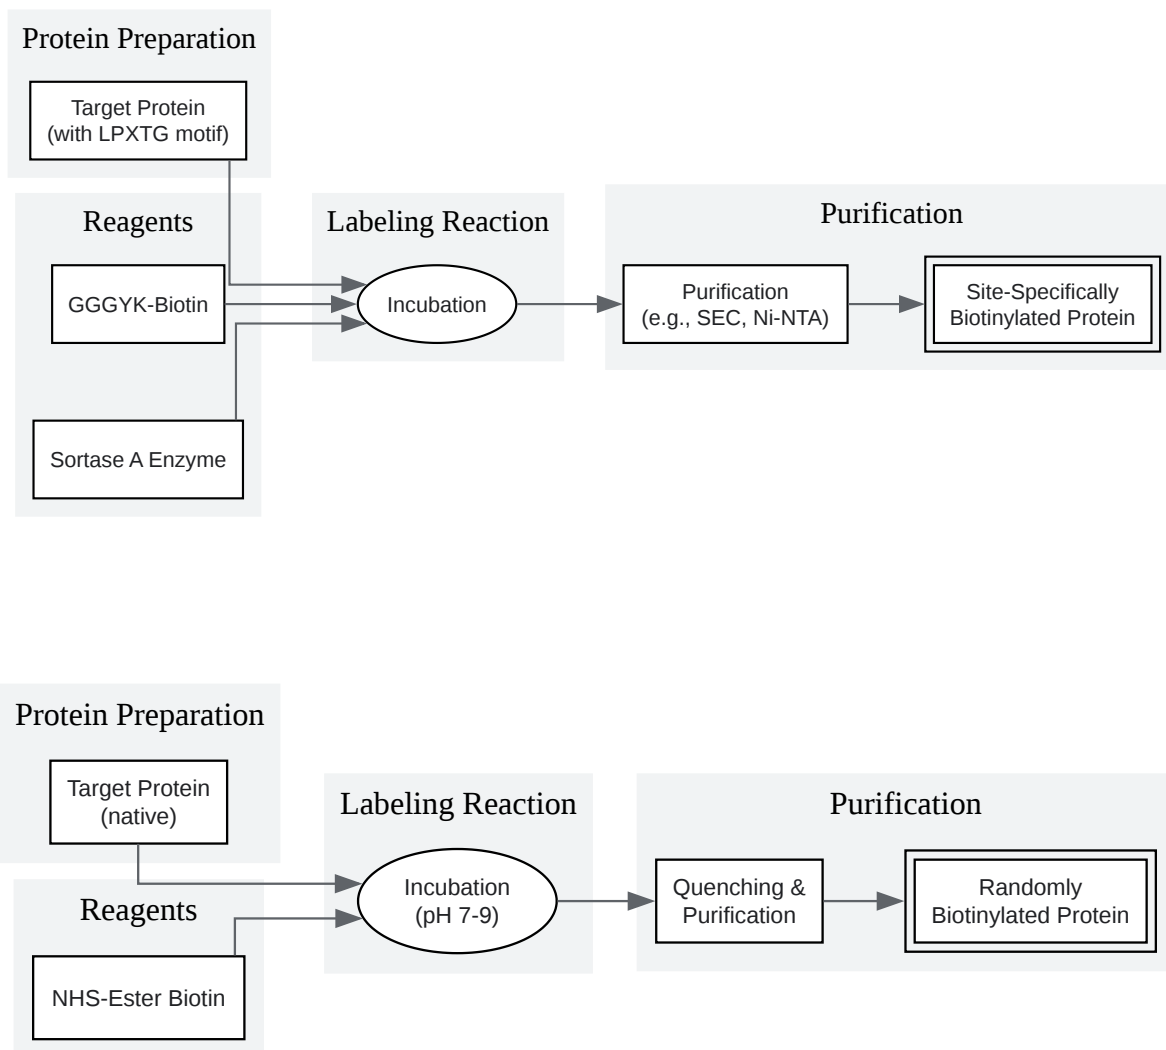 Protein Preparation
Target Protein
(with LPXTG motif)
Reagents
GGGYK-Biotin
Sortase A Enzyme
Labeling Reaction
Incubation
Purification
Purification
(e.g., SEC, Ni-NTA)
Site-Specifically
Biotinylated Protein
Protein Preparation
Target Protein
(native)
Reagents
NHS-Ester Biotin
Labeling Reaction
Incubation
(pH 7-9)
Purification
Quenching &
Purification
Randomly
Biotinylated Protein